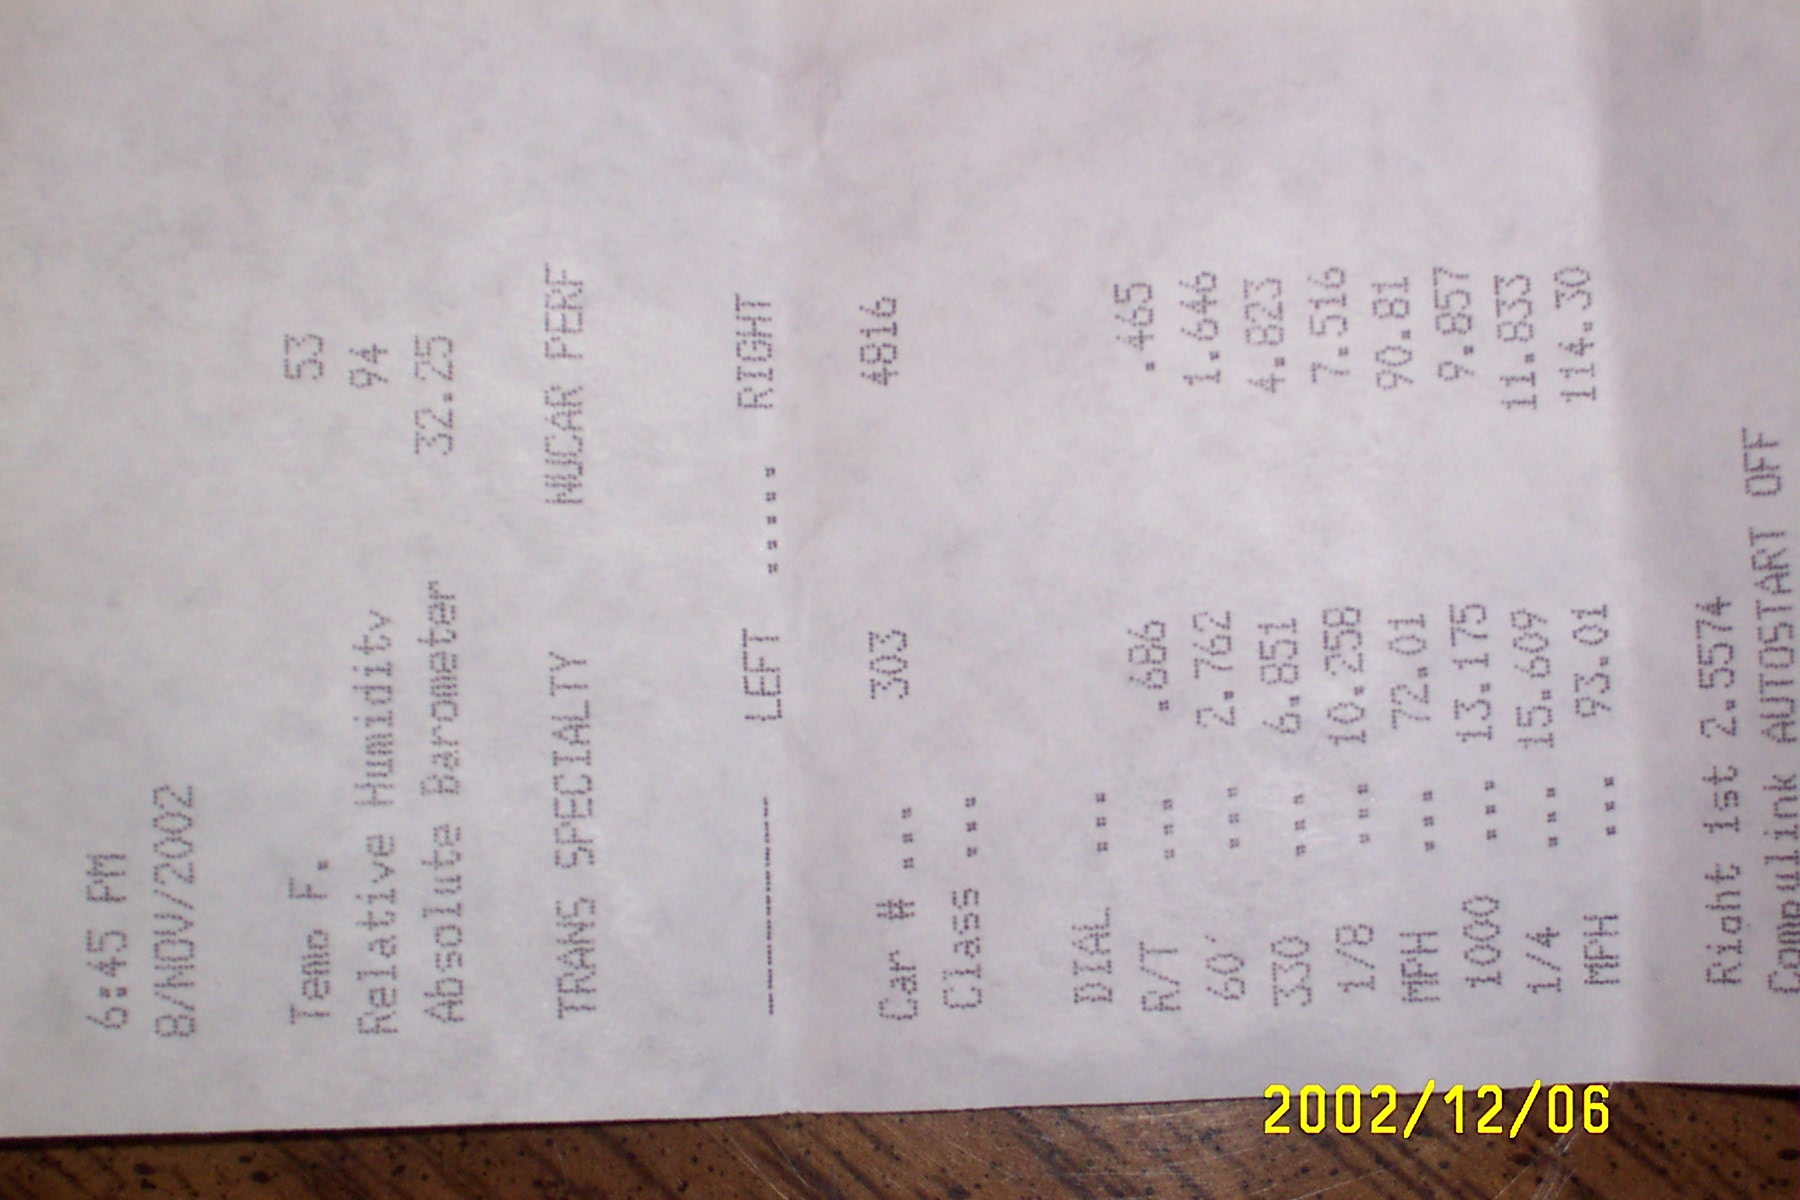 6:45 PM
8/NOV/2002
Temp F. 53
Relative Humidity 94
Absolute Barometer 32.25
TRANS SPECIALTY NUCAR PERF
------------- LEFT ..... RIGHT
Car # ... 303 4816
Class ...
DIAL ...
R/T ... .686 .465
60' ... 2.762 1.646
330 ... 6.851 4.823
1/8 ... 10.258 7.516
MPH ... 72.01 90.81
1000 ... 13.175 9.857
1/4 ... 15.609 11.833
MPH ... 93.01 114.30
Right 1st 2.5574
Compulink AUTOSTART OFF
2002/12/06